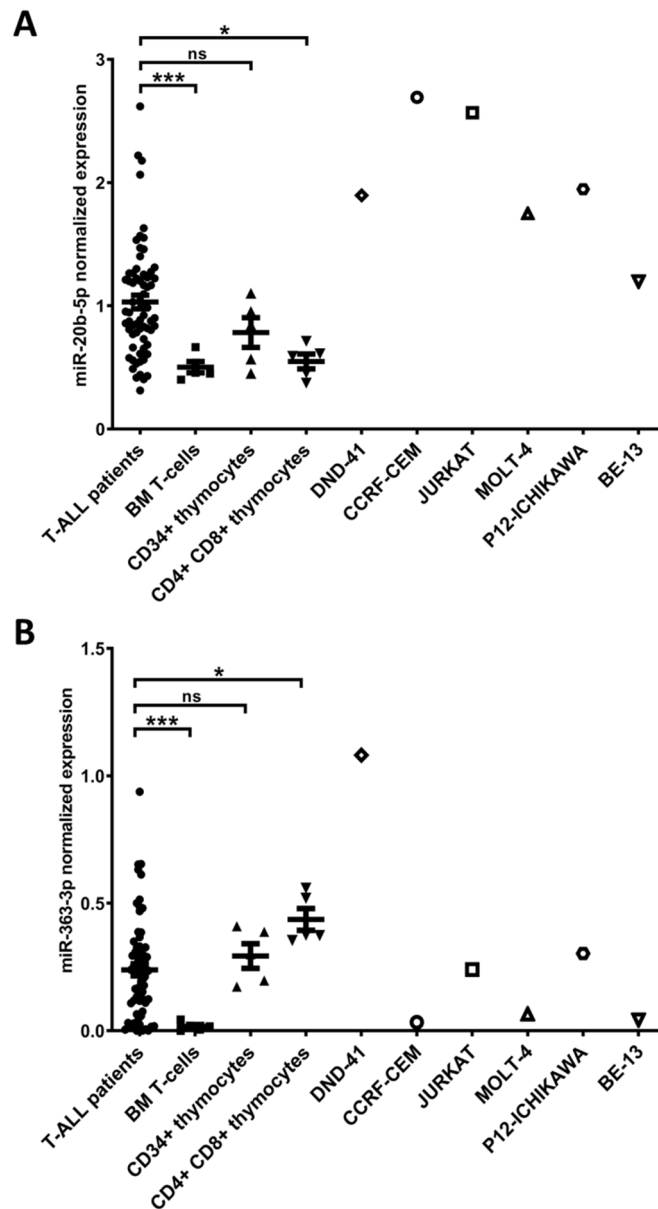 A
*
ns
***
3
2
1
0
miR-20b-5p normalized expression
T-ALL patients
BM T-cells
CD34+ thymocytes
CD4+ CD8+ thymocytes
DND-41
CCRF-CEM
JURKAT
MOLT-4
P12-ICHIKAWA
BE-13
B
*
ns
***
1.5
1.0
0.5
0.0
miR-363-3p normalized expression
T-ALL patients
BM T-cells
CD34+ thymocytes
CD4+ CD8+ thymocytes
DND-41
CCRF-CEM
JURKAT
MOLT-4
P12-ICHIKAWA
BE-13